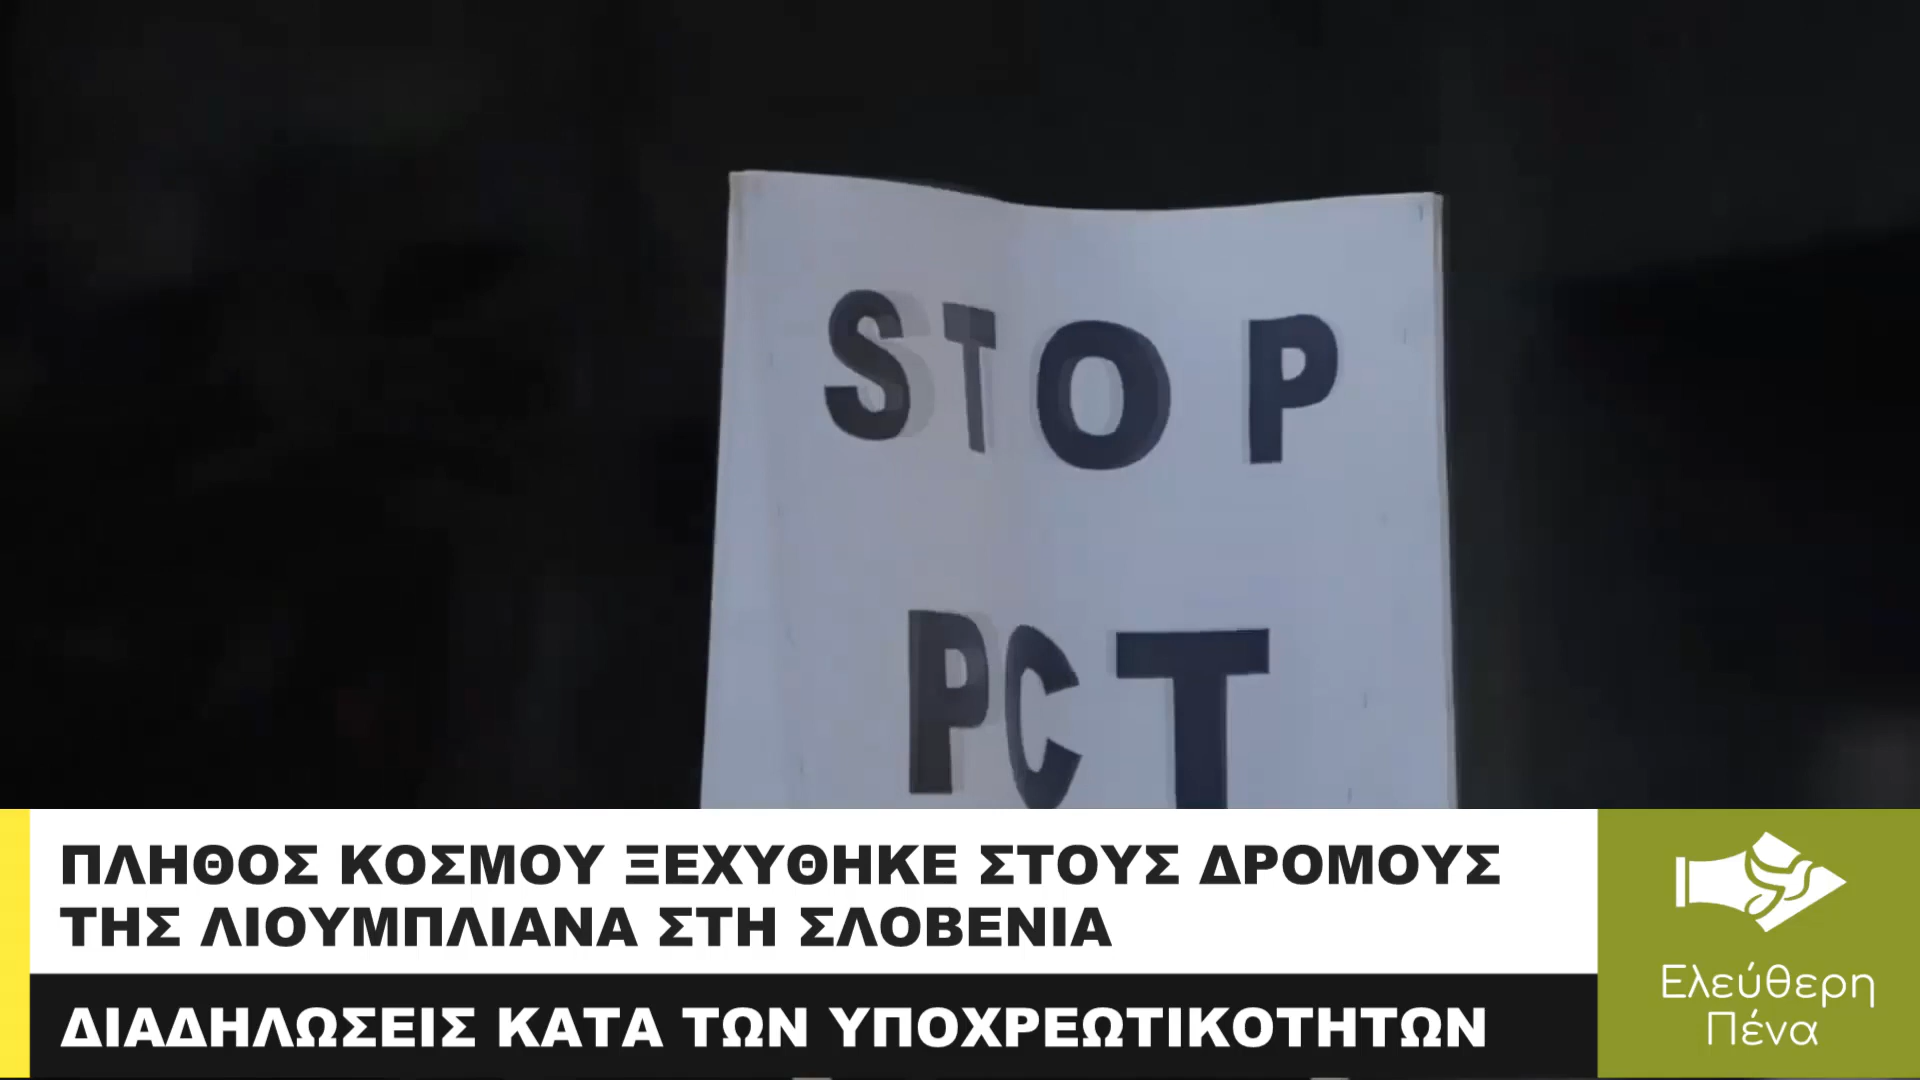 STOP
PCT
ΠΛΗΘΟΣ ΚΟΣΜΟΥ ΞΕΧΥΘΗΚΕ ΣΤΟΥΣ ΔΡΟΜΟΥΣ
ΤΗΣ ΛΙΟΥΜΠΛΙΑΝΑ ΣΤΗ ΣΛΟΒΕΝΙΑ
ΔΙΑΔΗΛΩΣΕΙΣ ΚΑΤΑ ΤΩΝ ΥΠΟΧΡΕΩΤΙΚΟΤΗΤΩΝ
Ελεύθερη
Πένα